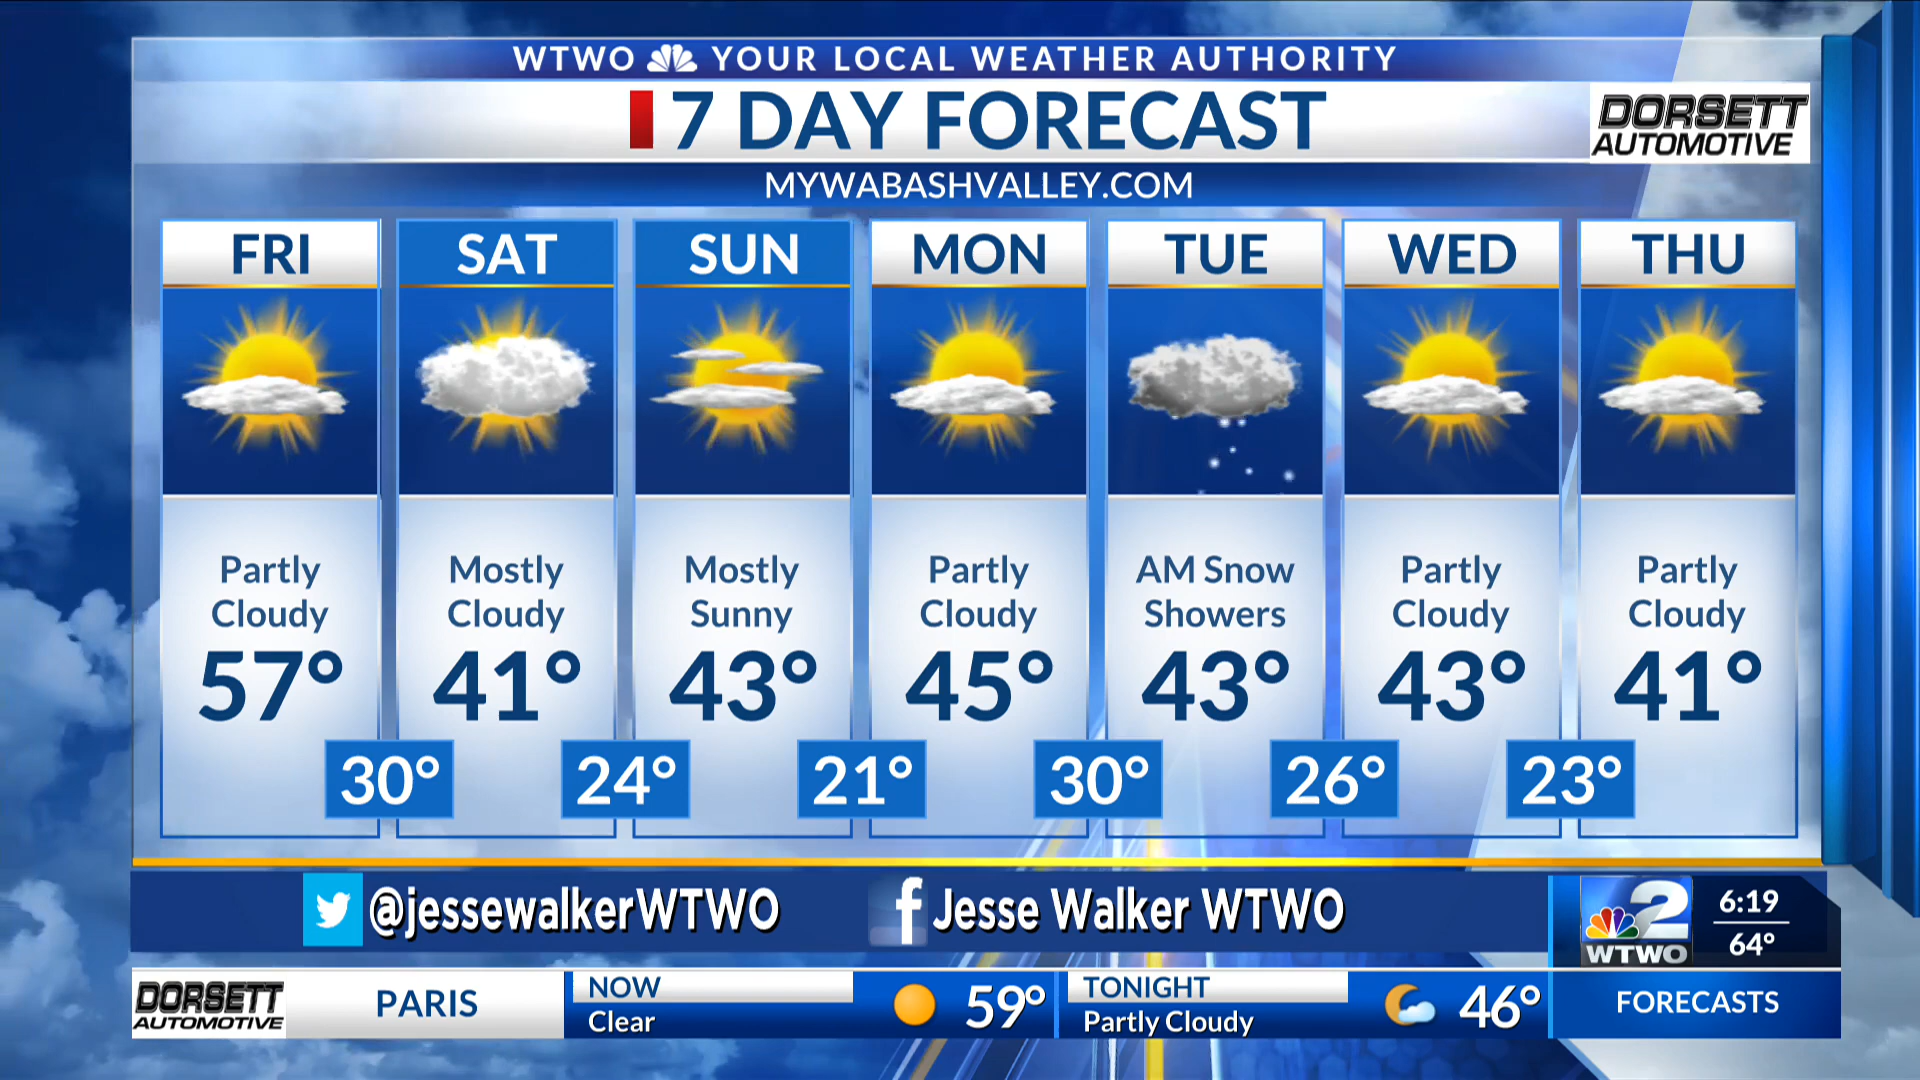 WTWO YOUR LOCAL WEATHER AUTHORITY
7 DAY FORECAST
DORSETT
AUTOMOTIVE
MYWABASHVALLEY.COM
FRI SAT SUN MON TUE WED THU
Partly Mostly Mostly Partly AM Snow Partly Partly
Cloudy Cloudy Sunny Cloudy Showers Cloudy Cloudy
57° 41° 43° 45° 43° 43° 41°
30° 24° 21° 30° 26° 23°
@jessewalkerWTWO f Jesse Walker WTWO
2
WTWO
6:19
64°
DORSETT
AUTOMOTIVE
PARIS
NOW
Clear
59°
TONIGHT
Partly Cloudy
46°
FORECASTS